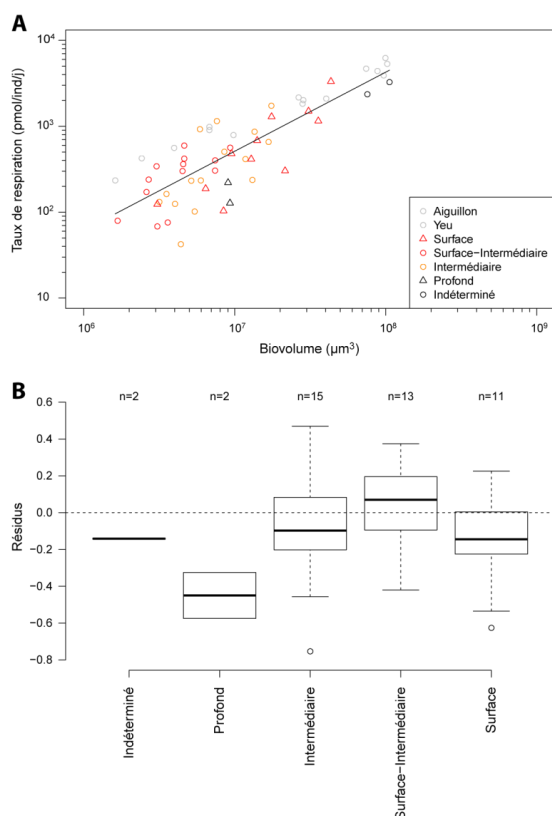 A
Taux de respiration (pmol/ind/j)
10⁴
10³
10²
10
10⁶ 10⁷ 10⁸ 10⁹
Biovolume (µm³)
Aiguillon
Yeu
Surface
Surface−Intermédiaire
Intermédiaire
Profond
Indéterminé
B
n=2 n=2 n=15 n=13 n=11
Résidus
0.6
0.4
0.2
0.0
−0.2
−0.4
−0.6
−0.8
Indéterminé
Profond
Intermédiaire
Surface−Intermédiaire
Surface